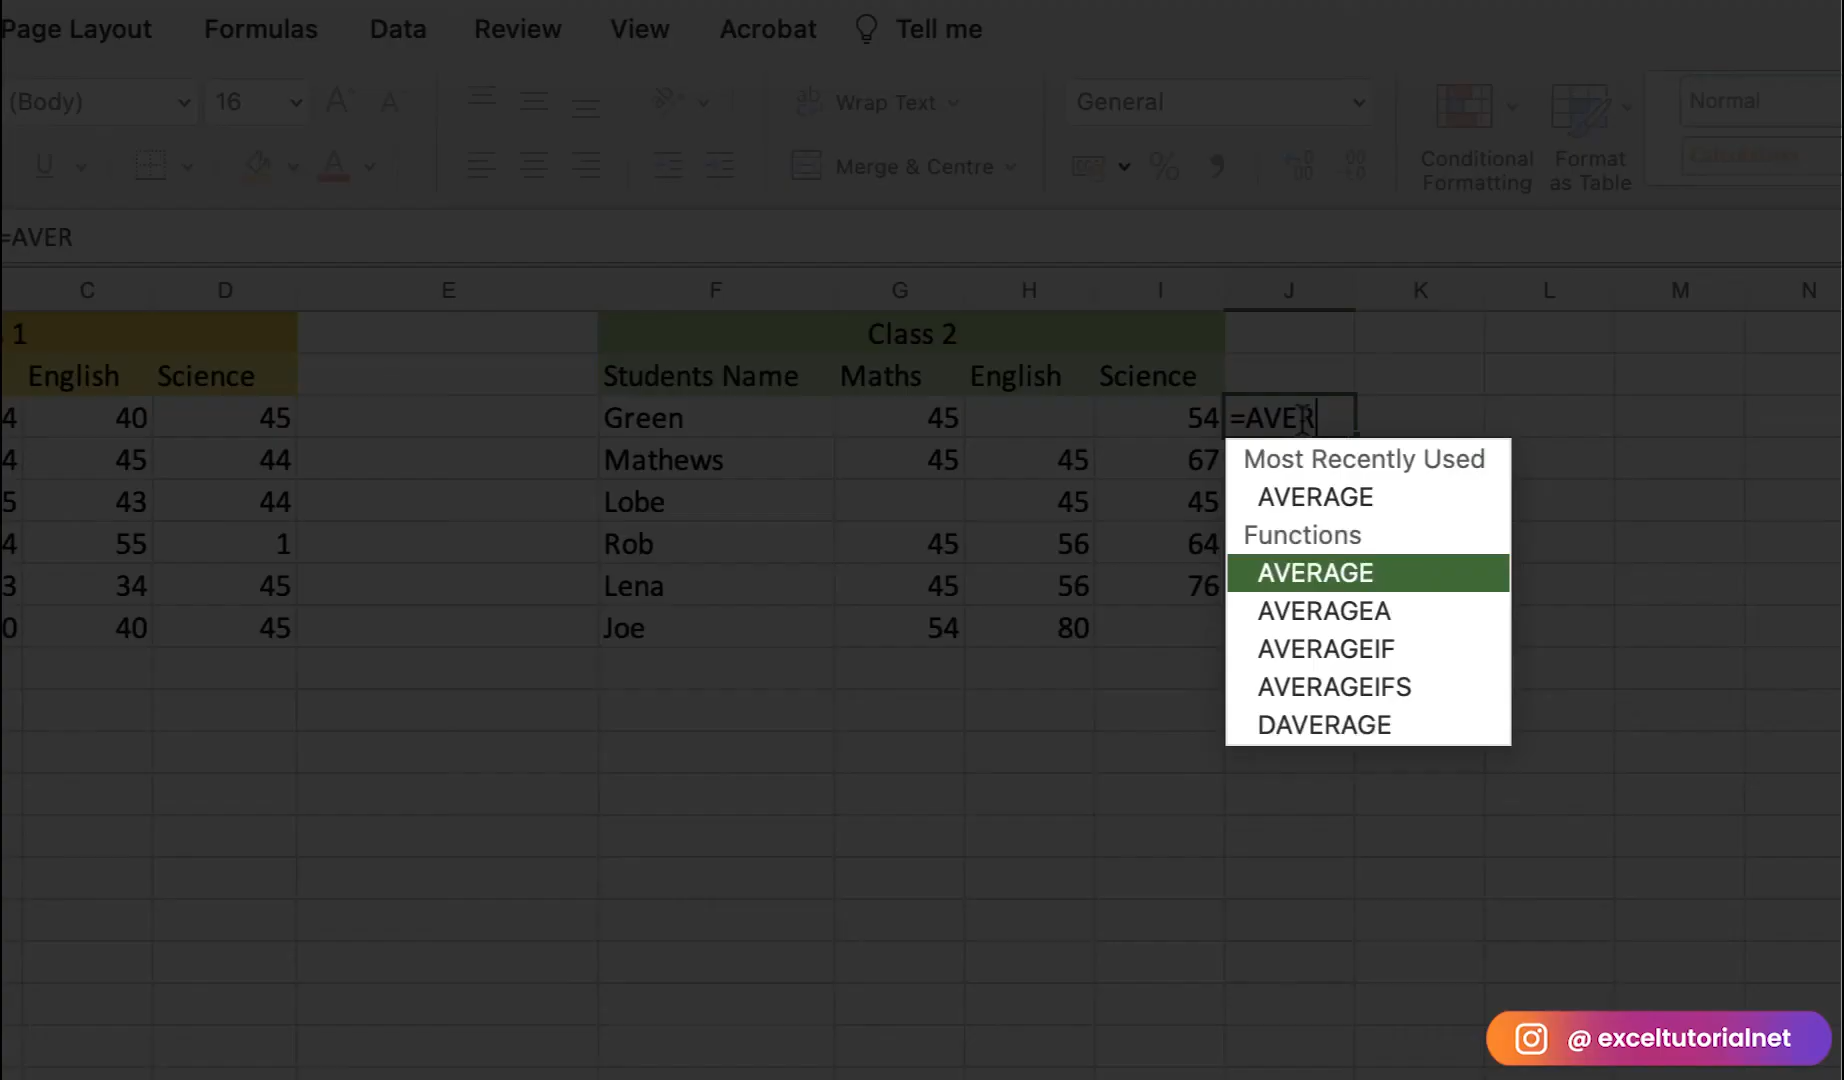 Page Layout Formulas Data Review View Acrobat Tell me
(Body) 16 A A ab Wrap Text General Normal
U A Merge & Centre % Conditional Formatting Format as Table Calculation
=AVER
C D E F G H I J K L M N
1 Class 2
English Science Students Name Maths English Science
4 40 45 Green 45 54 =AVER
4 45 44 Mathews 45 45 67
5 43 44 Lobe 45 45
4 55 1 Rob 45 56 64
3 34 45 Lena 45 56 76
0 40 45 Joe 54 80
Most Recently Used
AVERAGE
Functions
AVERAGE
AVERAGEA
AVERAGEIF
AVERAGEIFS
DAVERAGE
@ exceltutorialnet